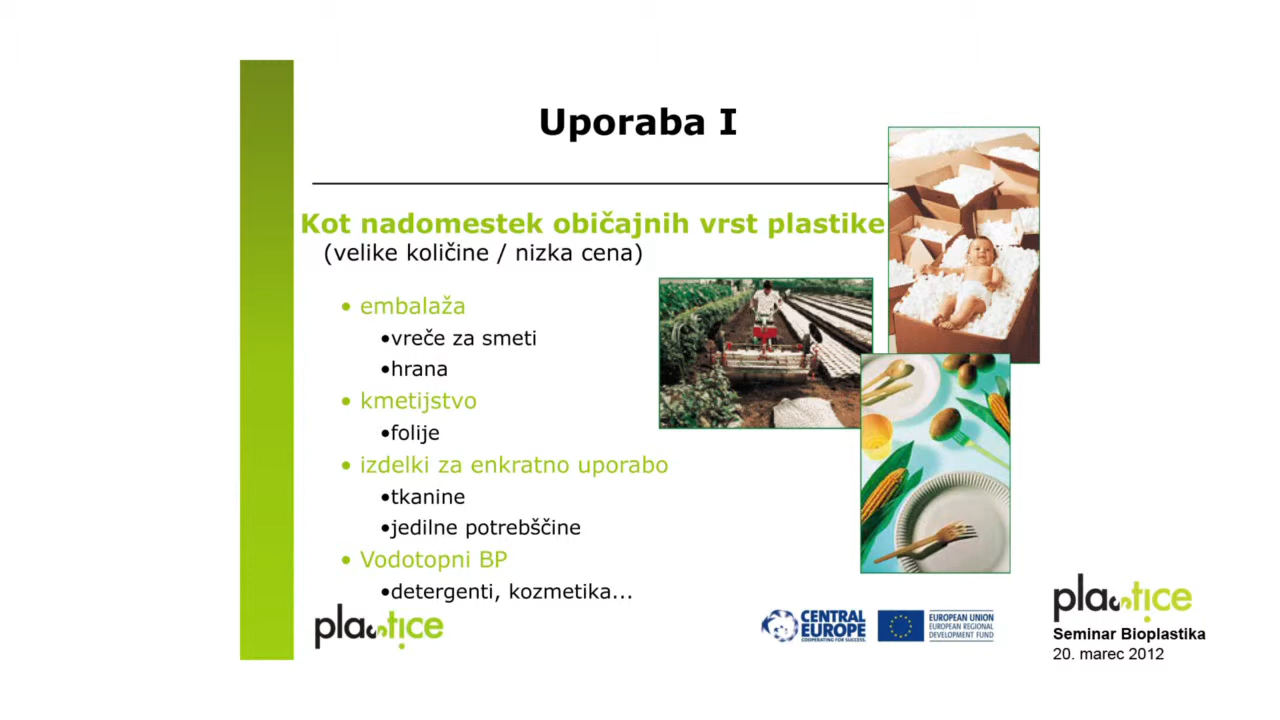 Uporaba I
Kot nadomestek običajnih vrst plastike
(velike količine / nizka cena)
• embalaža
•vreče za smeti
•hrana
• kmetijstvo
•folije
• izdelki za enkratno uporabo
•tkanine
•jedilne potrebščine
• Vodotopni BP
•detergenti, kozmetika...
plastice
CENTRAL
EUROPE
COOPERATING FOR SUCCESS.
EUROPEAN UNION
EUROPEAN REGIONAL
DEVELOPMENT FUND
plastice
Seminar Bioplastika
20. marec 2012